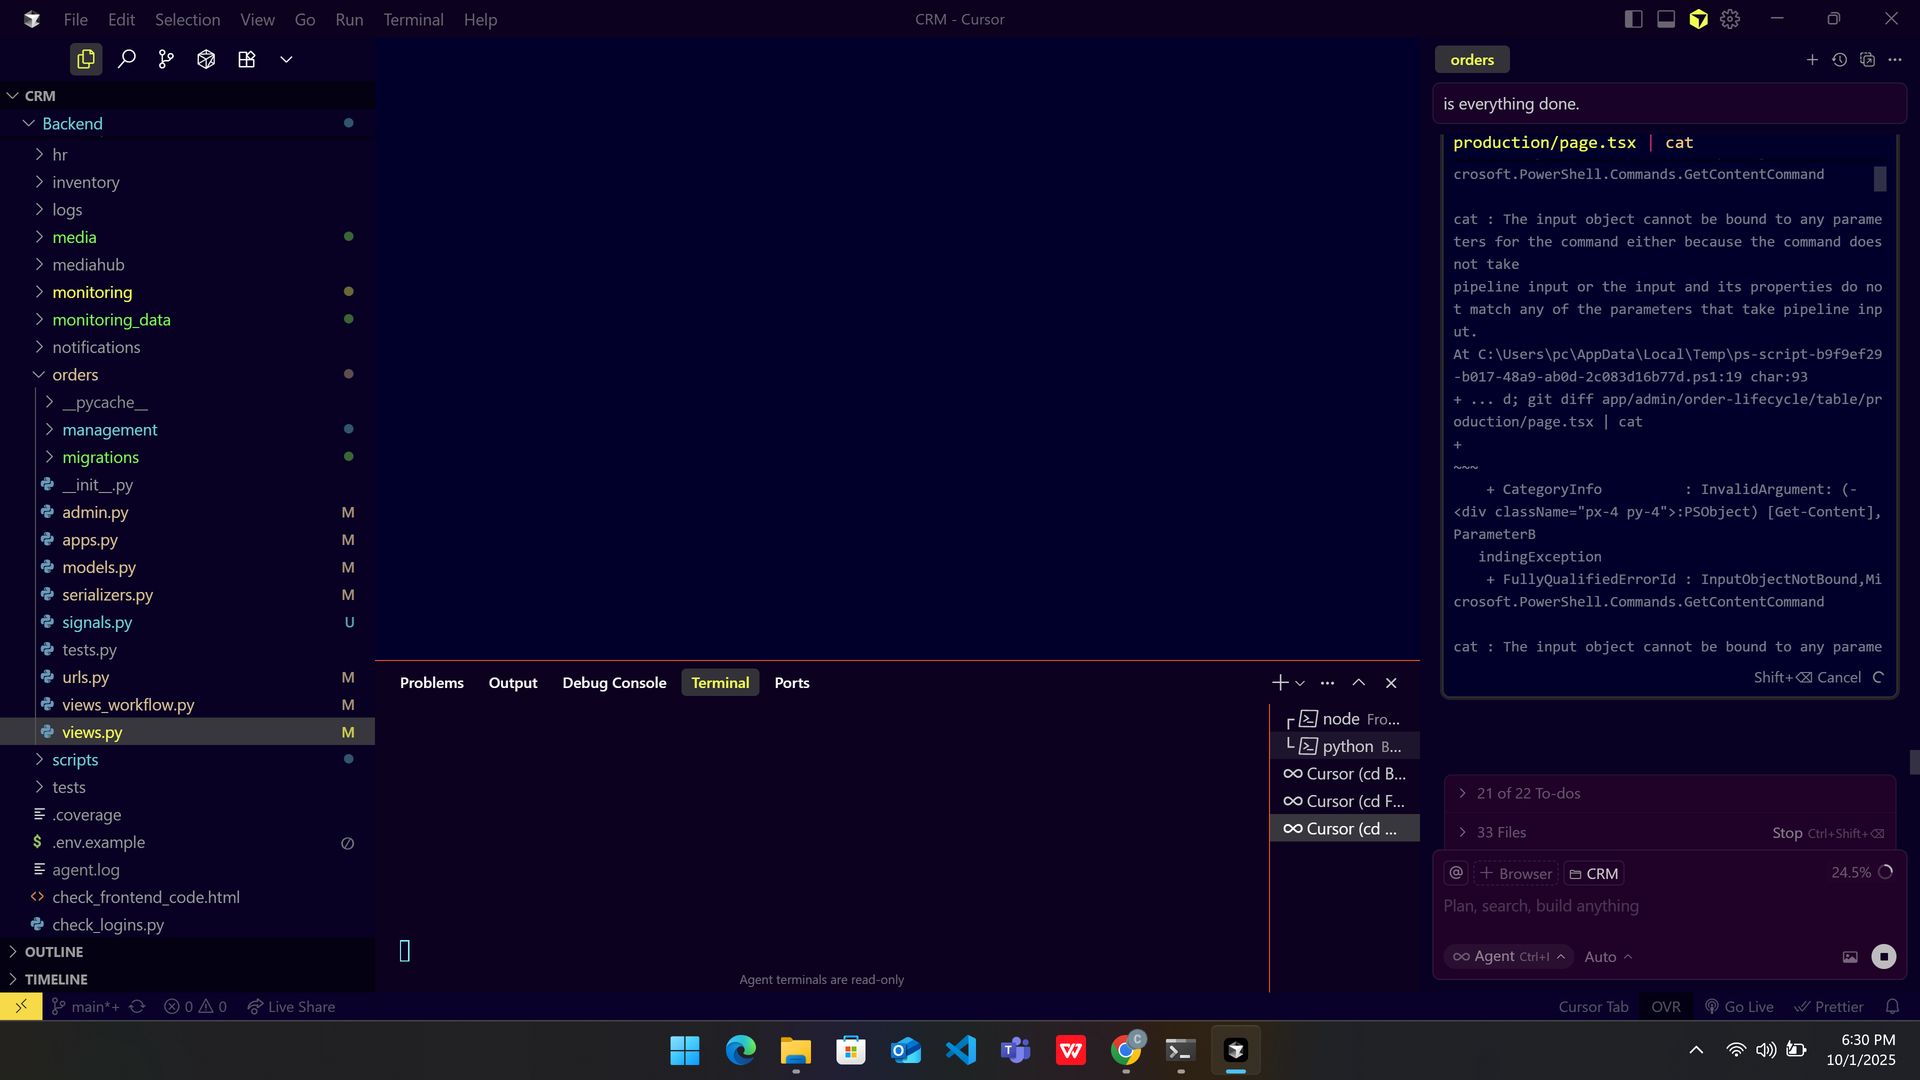 File Edit Selection View Go Run Terminal Help
CRM - Cursor
CRM
Backend
hr
inventory
logs
media
mediahub
monitoring
monitoring_data
notifications
orders
__pycache__
management
migrations
__init__.py
admin.py M
apps.py M
models.py M
serializers.py M
signals.py U
tests.py
urls.py M
views_workflow.py M
views.py M
scripts
tests
.coverage
$ .env.example
agent.log
check_frontend_code.html
check_logins.py
OUTLINE
TIMELINE
Problems Output Debug Console Terminal Ports
node Fro...
python B...
Cursor (cd B...
Cursor (cd F...
Cursor (cd ...
Agent terminals are read-only
orders
is everything done.
production/page.tsx | cat
crosoft.PowerShell.Commands.GetContentCommand
cat : The input object cannot be bound to any parame
ters for the command either because the command does
not take
pipeline input or the input and its properties do no
t match any of the parameters that take pipeline inp
ut.
At C:\Users\pc\AppData\Local\Temp\ps-script-b9f9ef29
-b017-48a9-ab0d-2c083d16b77d.ps1:19 char:93
+ ... d; git diff app/admin/order-lifecycle/table/pr
oduction/page.tsx | cat
+
~~~
+ CategoryInfo : InvalidArgument: (-
<div className="px-4 py-4">:PSObject) [Get-Content],
ParameterB
indingException
+ FullyQualifiedErrorId : InputObjectNotBound,Mi
crosoft.PowerShell.Commands.GetContentCommand
cat : The input object cannot be bound to any parame
Shift+⌫ Cancel
21 of 22 To-dos
33 Files Stop Ctrl+Shift+⌫
@ + Browser CRM 24.5%
Plan, search, build anything
∞ Agent Ctrl+I Auto
main*+ 0 0 Live Share
Cursor Tab OVR Go Live Prettier
C
T
W
6:30 PM
10/1/2025